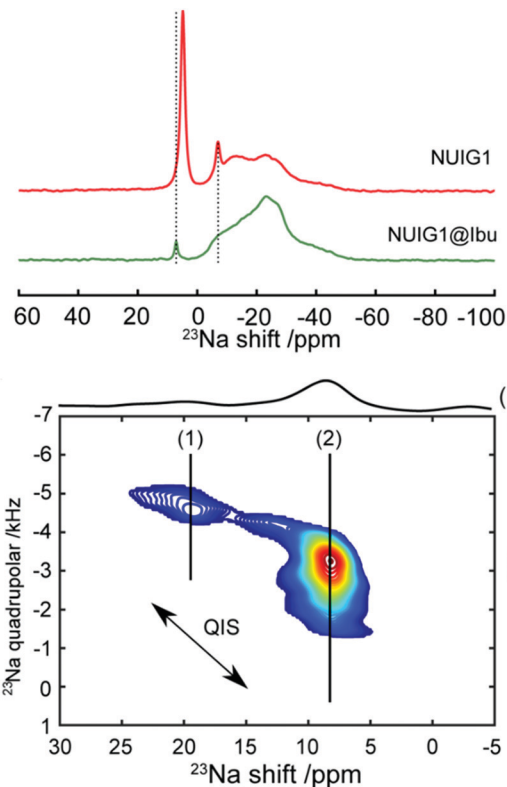 NUIG1
NUIG1@Ibu
60 40 20 0 -20 -40 -60 -80 -100
²³Na shift /ppm
(
-7
-6
-5
-4
-3
-2
-1
0
1
²³Na quadrupolar /kHz
(1) (2)
QIS
30 25 20 15 10 5 0 -5
²³Na shift /ppm